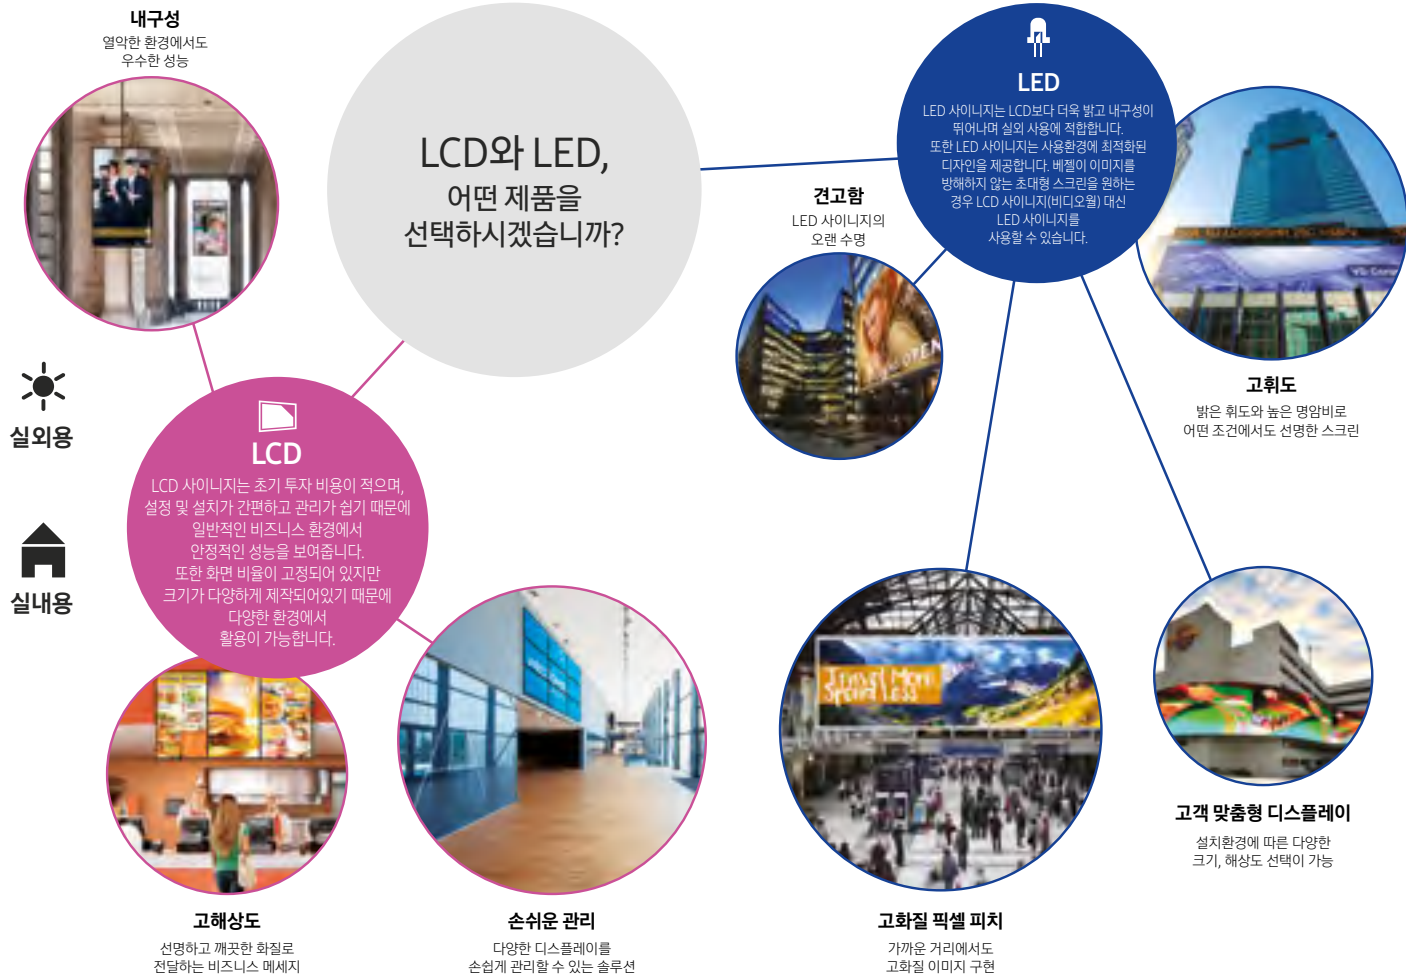 내구성
열악한 환경에서도
우수한 성능
LCD와 LED,
어떤 제품을
선택하시겠습니까?
LED
LED 사이니지는 LCD보다 더욱 밝고 내구성이
뛰어나며 실외 사용에 적합합니다.
또한 LED 사이니지는 사용환경에 최적화된
디자인을 제공합니다. 베젤이 이미지를
방해하지 않는 초대형 스크린을 원하는
경우 LCD 사이니지(비디오월) 대신
LED 사이니지를
사용할 수 있습니다.
견고함
LED 사이니지의
오랜 수명
OPEN
고휘도
밝은 휘도와 높은 명암비로
어떤 조건에서도 선명한 스크린
실외용
실내용
LCD
LCD 사이니지는 초기 투자 비용이 적으며,
설정 및 설치가 간편하고 관리가 쉽기 때문에
일반적인 비즈니스 환경에서
안정적인 성능을 보여줍니다.
또한 화면 비율이 고정되어 있지만
크기가 다양하게 제작되어있기 때문에
다양한 환경에서
활용이 가능합니다.
Travel More
Spend Less
고해상도
선명하고 깨끗한 화질로
전달하는 비즈니스 메세지
손쉬운 관리
다양한 디스플레이를
손쉽게 관리할 수 있는 솔루션
고화질 픽셀 피치
가까운 거리에서도
고화질 이미지 구현
고객 맞춤형 디스플레이
설치환경에 따른 다양한
크기, 해상도 선택이 가능